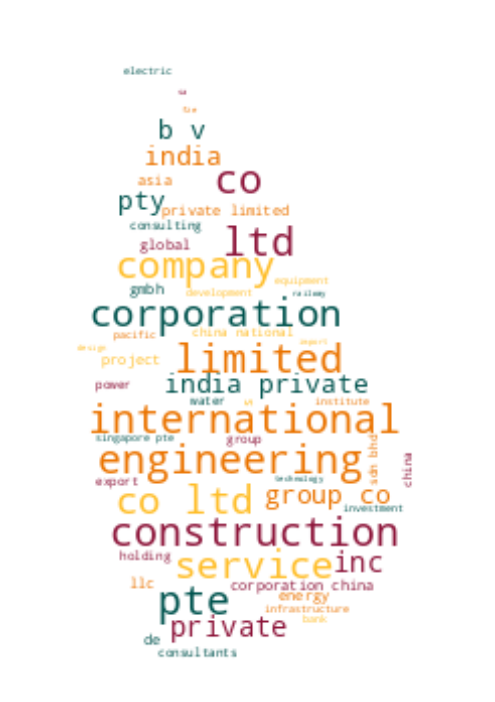 electric
sa
b v
india
asia
co
pty
private limited
consulting
global
ltd
company
equipment
gmbh
development
railway
corporation
pacific
china national
design
import
project
limited
power
india private
water
institute
international
singapore pte
group
engineering
sdn bhd
china
export
technology
co ltd
group co
investment
construction
holding
service
inc
llc
corporation china
energy
pte
infrastructure
bank
private
de
consultants